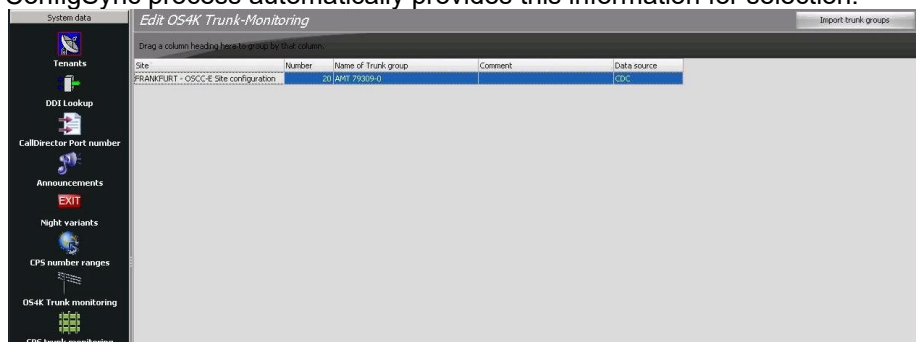 ConfigSync process automatically provides this information for selection.
System data
Edit OS4K Trunk-Monitoring
Import trunk groups
Drag a column heading here to group by that column
Tenants
Site Number Name of Trunk group Comment Data source
FRANKFURT - OSCC-E Site configuration 20 AMT 79309-0 CDC
DDI Lookup
CallDirector Port number
Announcements
EXIT
Night variants
CPS number ranges
OS4K Trunk monitoring
CPS trunk monitoring